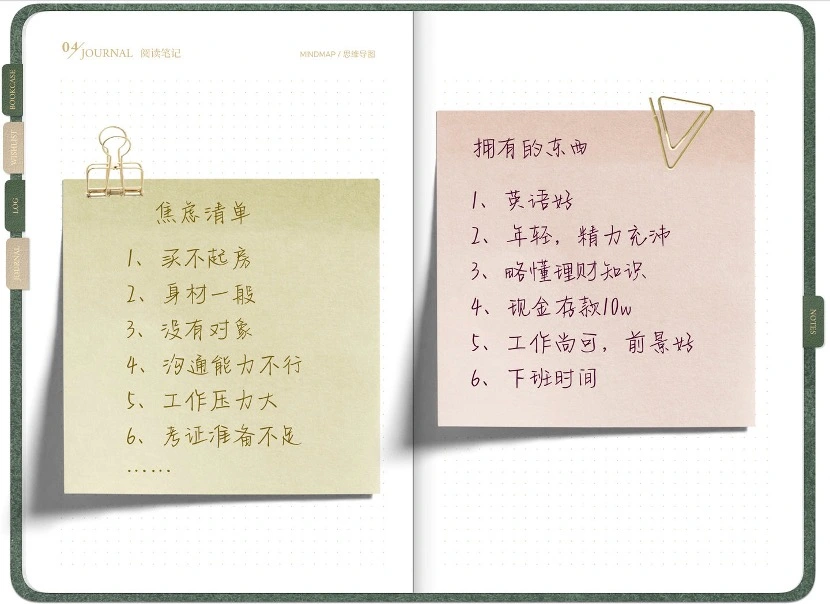 04/JOURNAL 阅读笔记
MINDMAP / 思维导图
BOOKCASE
WISHLIST
LOG
JOURNAL
焦虑清单
1、买不起房
2、身材一般
3、没有对象
4、沟通能力不行
5、工作压力大
6、考证准备不足
……
拥有的东西
1、英语好
2、年轻，精力充沛
3、略懂理财知识
4、现金存款10w
5、工作尚可，前景好
6、下班时间
NOTES